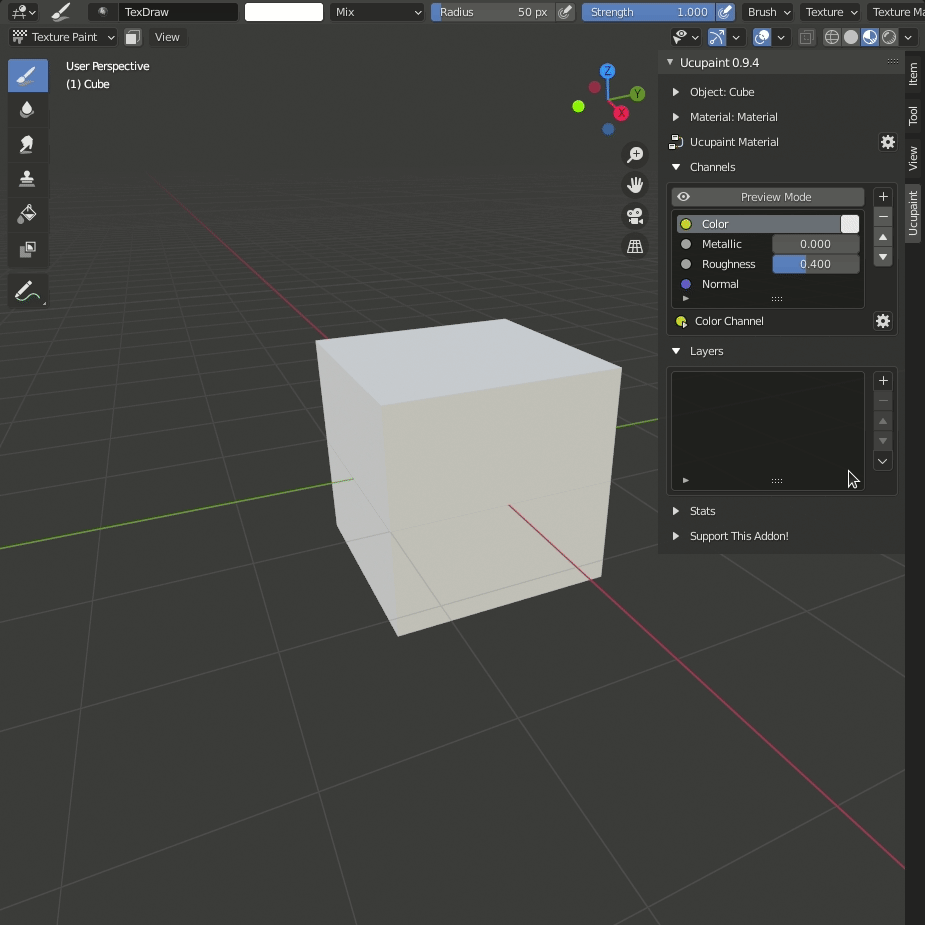 TexDraw Mix Radius 50 px Strength 1.000 Brush Texture Texture Ma
Texture Paint View
User Perspective
(1) Cube
Z
Y
X
Ucupaint 0.9.4
Object: Cube
Material: Material
Ucupaint Material
Channels
Preview Mode
Color
Metallic 0.000
Roughness 0.400
Normal
Color Channel
Layers
Stats
Support This Addon!
Item
Tool
View
Ucupaint